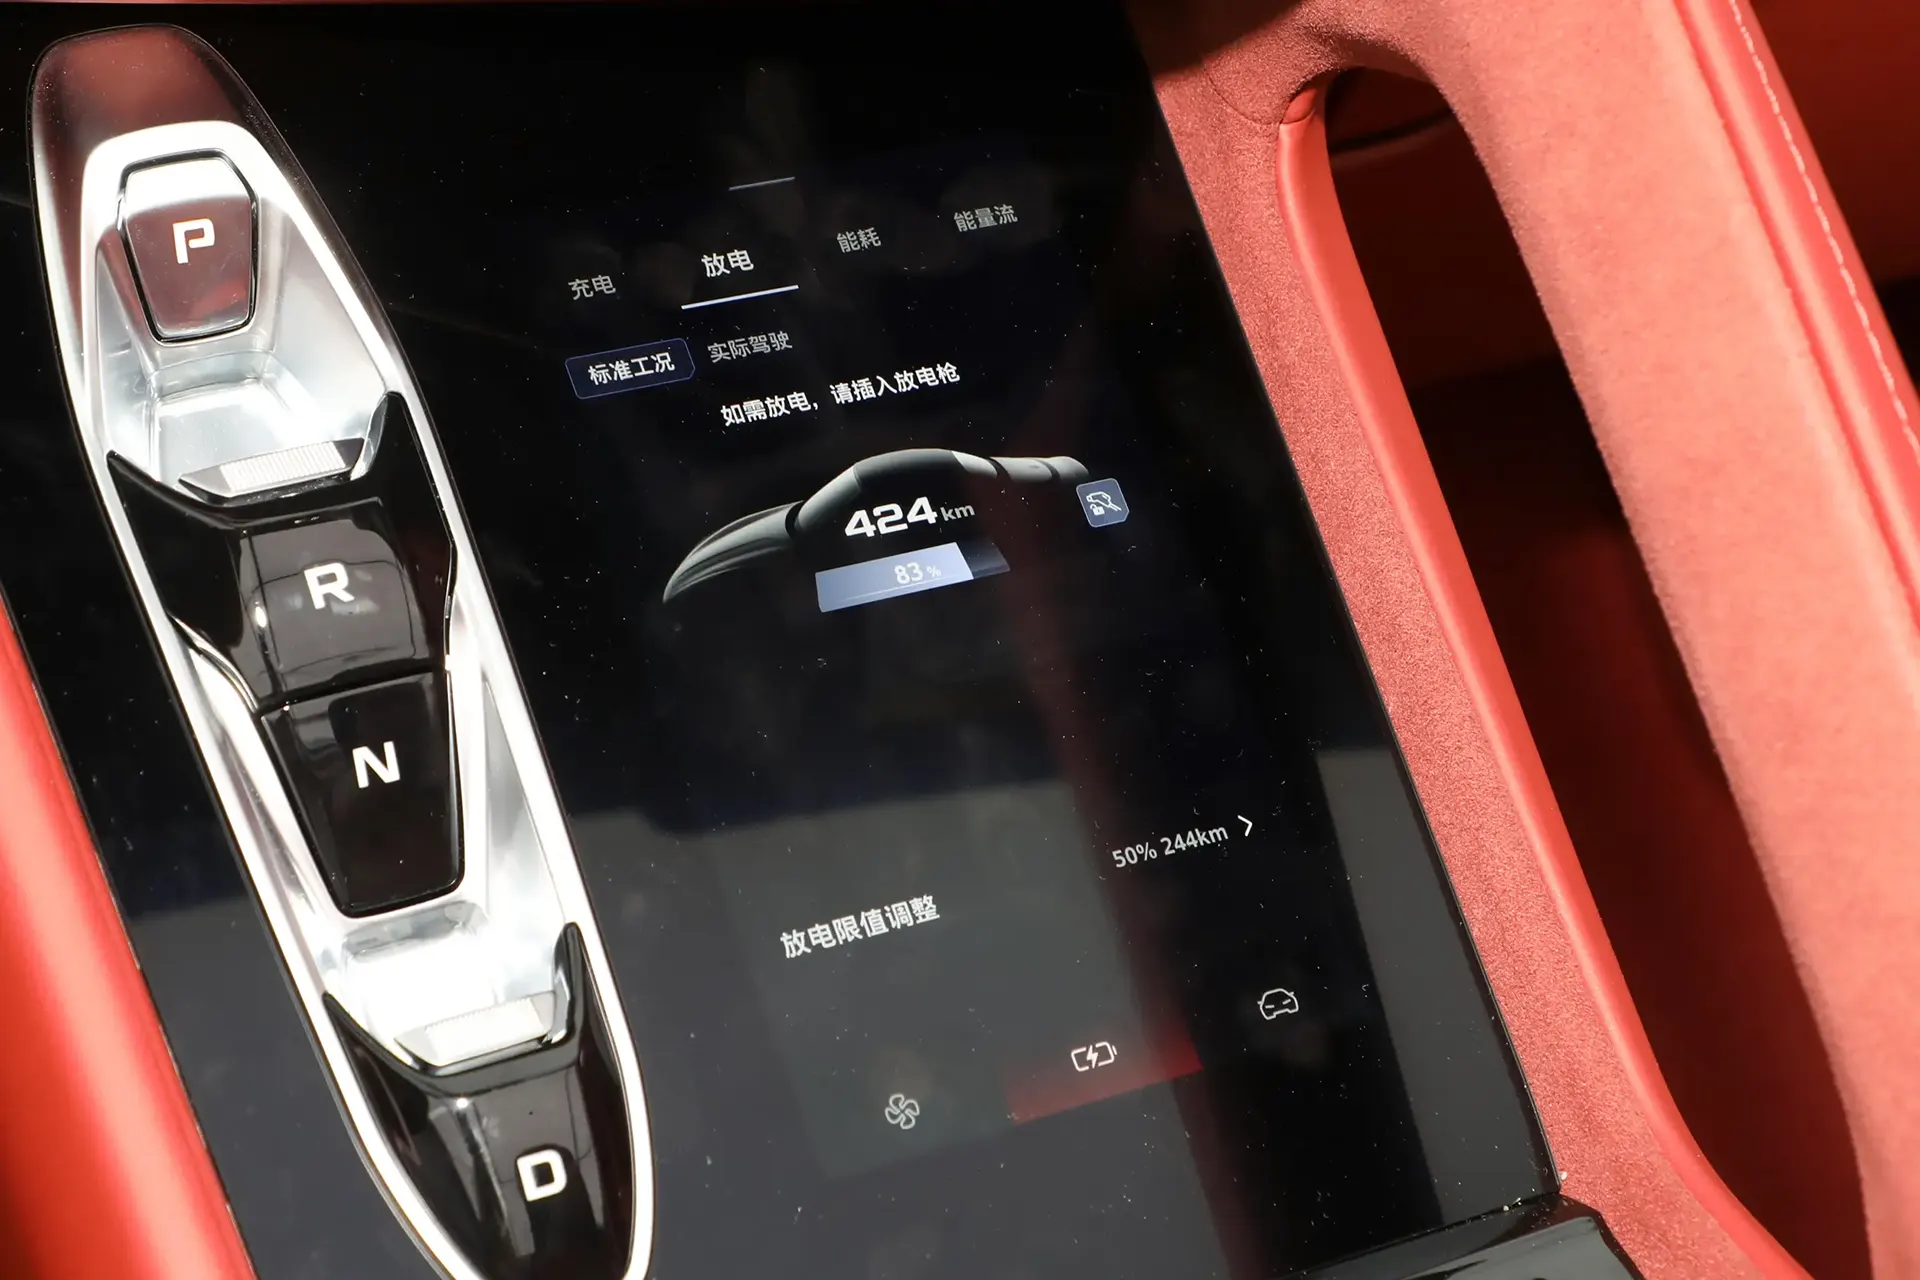 P
R
N
D
充电 放电 能耗 能量流
标准工况 实际驾驶
如需放电，请插入放电枪
424km
83%
50% 244km >
放电限值调整